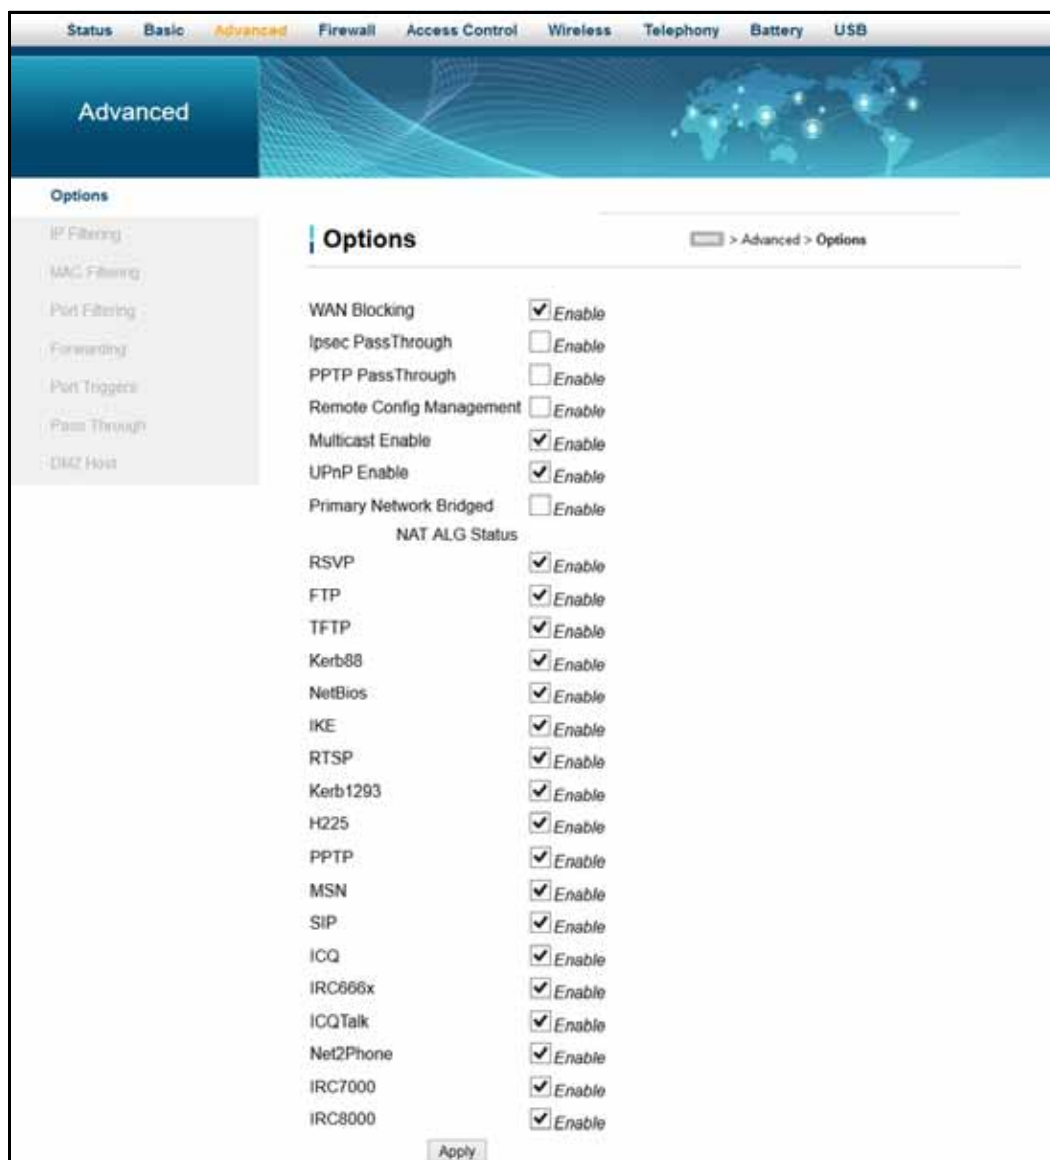 Status Basic Advanced Firewall Access Control Wireless Telephony Battery USB
Advanced
Options
IP Filtering
MAC Filtering
Port Filtering
Forwarding
Port Triggers
Pass Through
DMZ Host
Options
> Advanced > Options
WAN Blocking Enable
Ipsec PassThrough Enable
PPTP PassThrough Enable
Remote Config Management Enable
Multicast Enable Enable
UPnP Enable Enable
Primary Network Bridged Enable
NAT ALG Status
RSVP Enable
FTP Enable
TFTP Enable
Kerb88 Enable
NetBios Enable
IKE Enable
RTSP Enable
Kerb1293 Enable
H225 Enable
PPTP Enable
MSN Enable
SIP Enable
ICQ Enable
IRC666x Enable
ICQTalk Enable
Net2Phone Enable
IRC7000 Enable
IRC8000 Enable
Apply